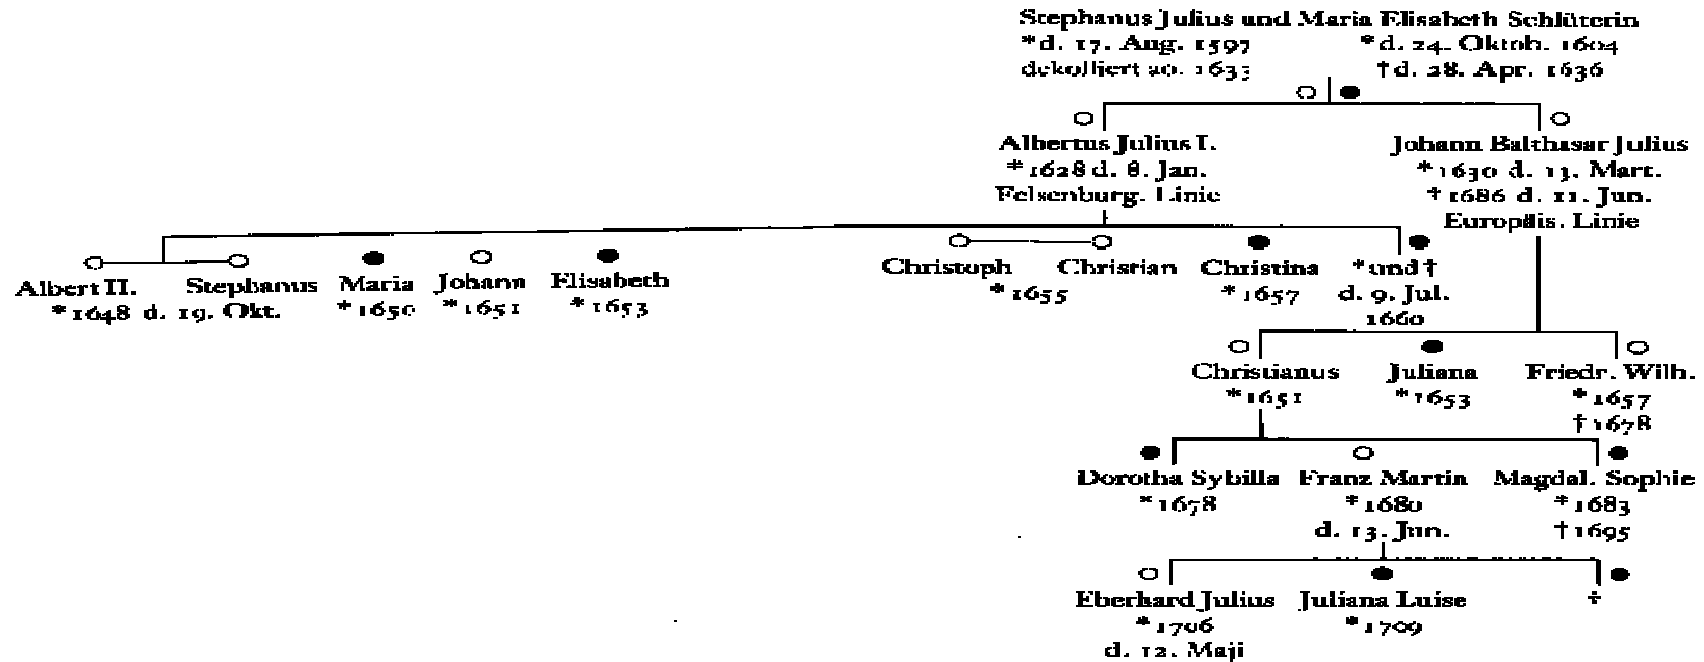 Stephanus Julius und Maria Elisabeth Schlüterin
*d. 17. Aug. 1597 *d. 24. Oktob. 1604
dekolliert ao. 1633 †d. 28. Apr. 1636
Albertus Julius I. Johann Balthasar Julius
*1628 d. 8. Jan. *1630 d. 13. Mart.
Felsenburg. Linie †1686 d. 11. Jun.
Europäis. Linie
Albert II. Stephanus Maria Johann Elisabeth Christoph Christian Christina *und†
*1648 d. 19. Okt. *1650 *1651 *1653 *1655 *1657 d. 9. Jul.
1660
Christianus Juliana Friedr. Wilh.
*1651 *1653 *1657
†1678
Dorotha Sybilla Franz Martin Magdal. Sophie
*1678 *1680 *1683
d. 13. Jun. †1695
Eberhard Julius Juliana Luise †
*1706 *1709
d. 12. Maji